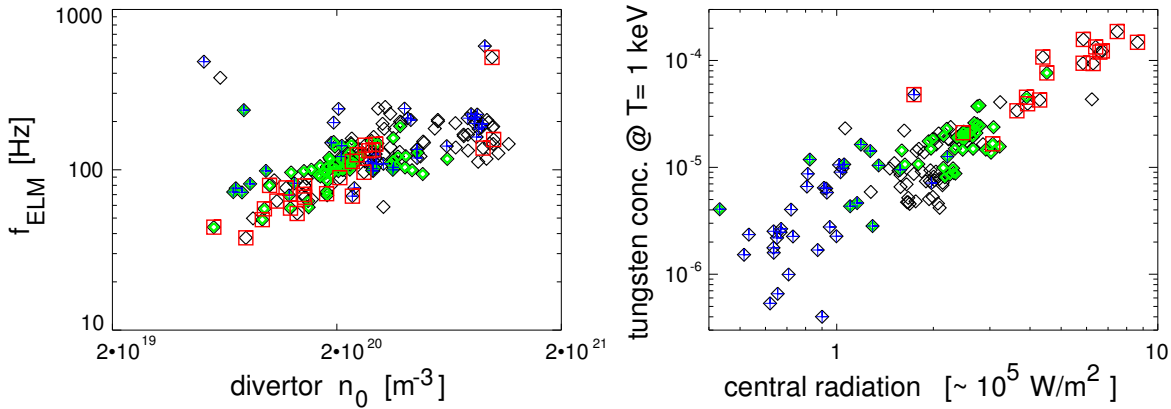 1000
100
10
f_ELM [Hz]
2•10^19
2•10^20
2•10^21
divertor n_0 [m^-3]
10^-4
10^-5
10^-6
tungsten conc. @ T= 1 keV
1
10
central radiation [~ 10^5 W/m^2]